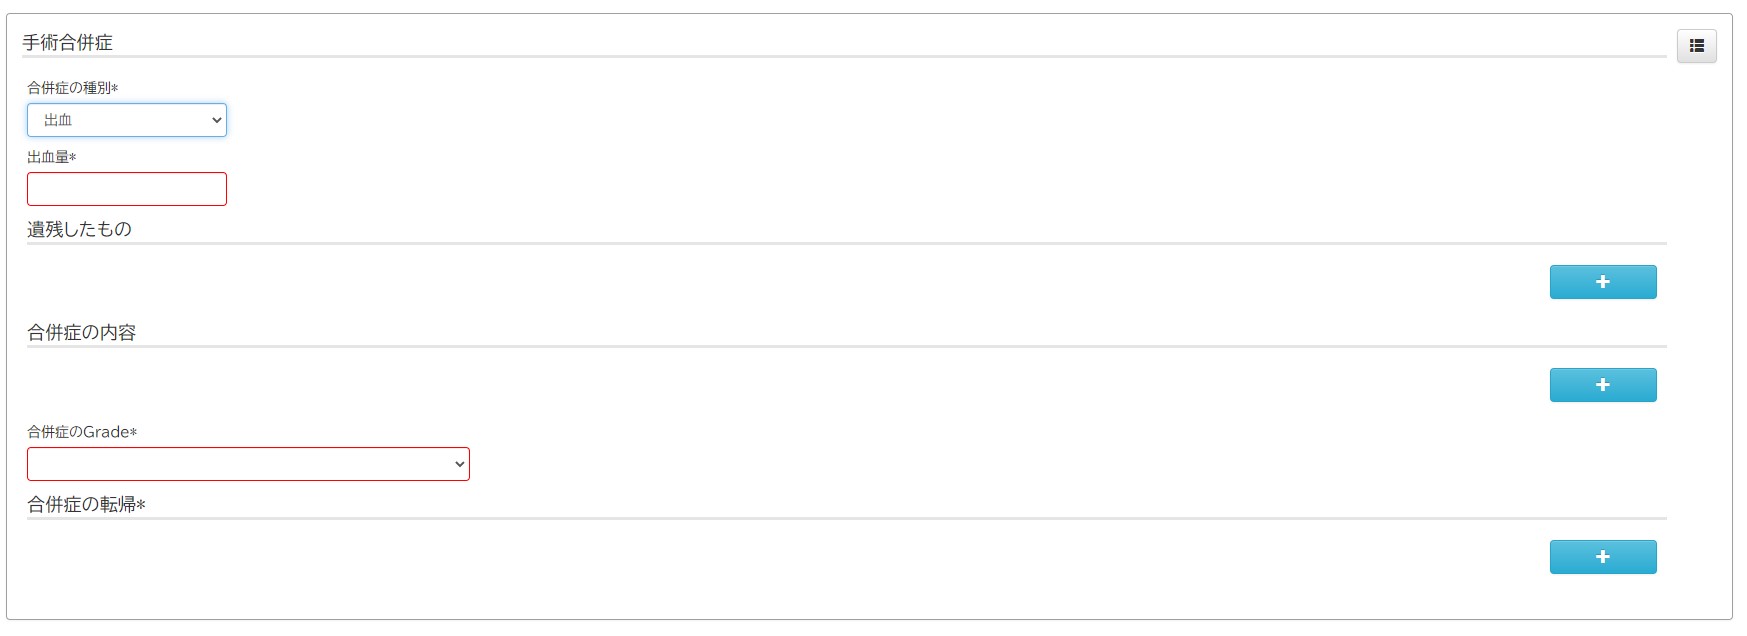 手術合併症
合併症の種別*
出血
出血量*
遺残したもの
合併症の内容
合併症のGrade*
合併症の転帰*